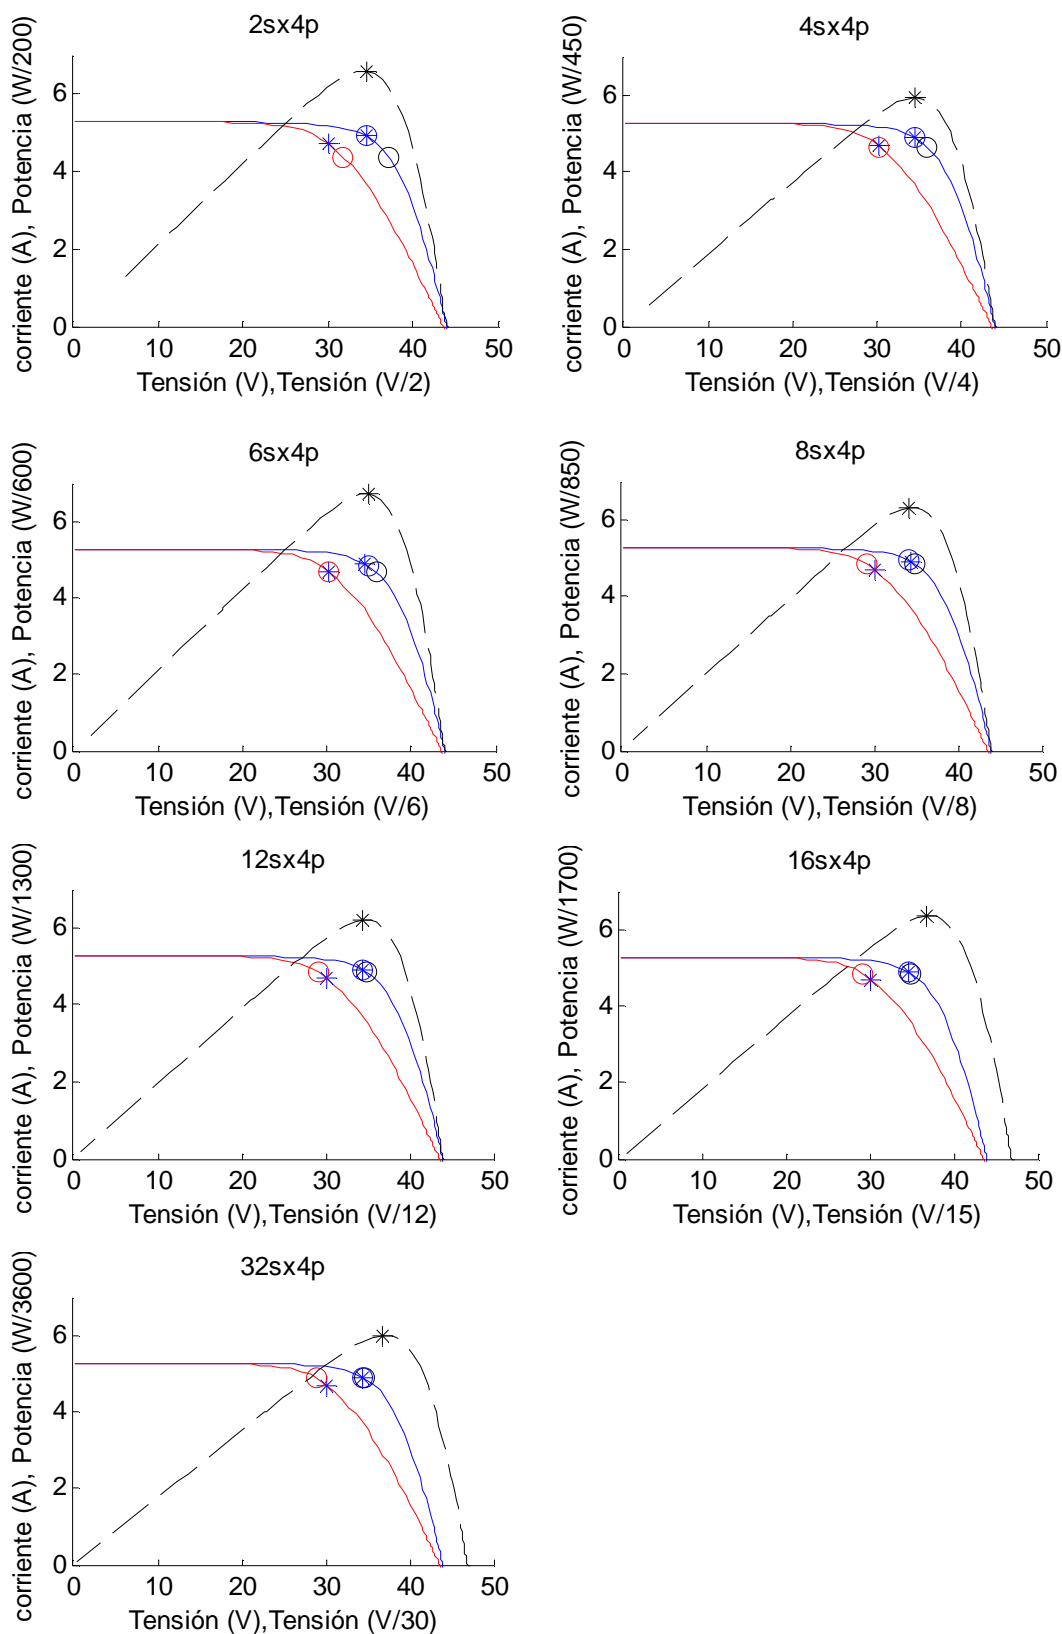 2sx4p
corriente (A), Potencia (W/200)
6
4
2
0
0 10 20 30 40 50
Tensión (V),Tensión (V/2)
4sx4p
corriente (A), Potencia (W/450)
6
4
2
0
0 10 20 30 40 50
Tensión (V),Tensión (V/4)
6sx4p
corriente (A), Potencia (W/600)
6
4
2
0
0 10 20 30 40 50
Tensión (V),Tensión (V/6)
8sx4p
corriente (A), Potencia (W/850)
6
4
2
0
0 10 20 30 40 50
Tensión (V),Tensión (V/8)
12sx4p
corriente (A), Potencia (W/1300)
6
4
2
0
0 10 20 30 40 50
Tensión (V),Tensión (V/12)
16sx4p
corriente (A), Potencia (W/1700)
6
4
2
0
0 10 20 30 40 50
Tensión (V),Tensión (V/15)
32sx4p
corriente (A), Potencia (W/3600)
6
4
2
0
0 10 20 30 40 50
Tensión (V),Tensión (V/30)